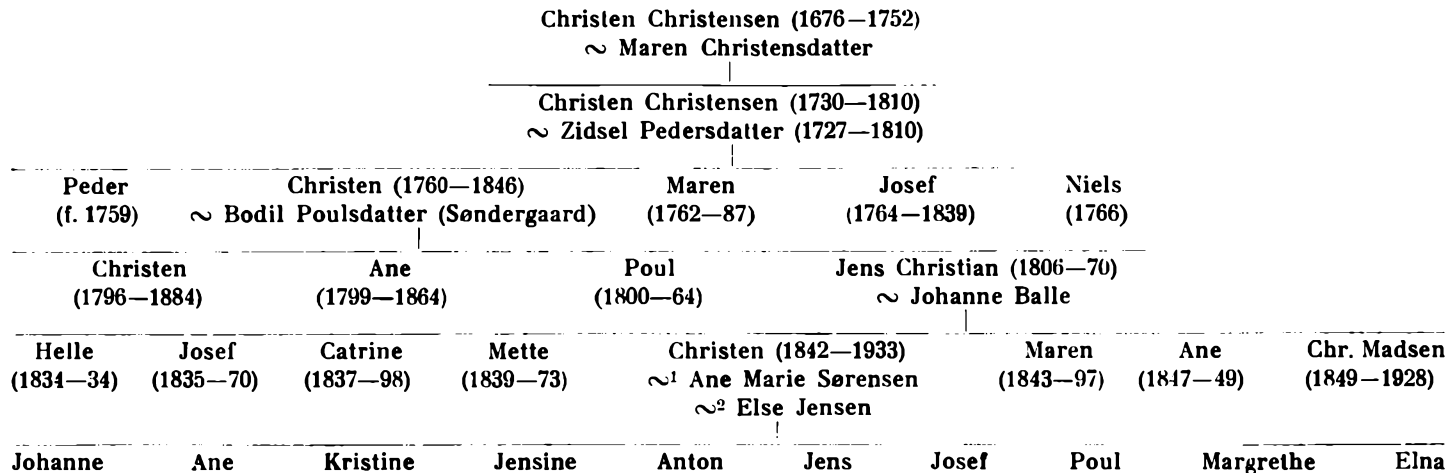 Christen Christensen (1676—1752)
∾ Maren Christensdatter
Christen Christensen (1730—1810)
∾ Zidsel Pedersdatter (1727—1810)
Peder Christen (1760—1846) Maren Josef Niels
(f. 1759) ∾ Bodil Poulsdatter (Søndergaard) (1762—87) (1764—1839) (1766)
Christen Ane Poul Jens Christian (1806—70)
(1796—1884) (1799—1864) (1800—64) ∾ Johanne Balle
Helle Josef Catrine Mette Christen (1842—1933) Maren Ane Chr. Madsen
(1834—34) (1835—70) (1837—98) (1839—73) ∾¹ Ane Marie Sørensen (1843—97) (1847—49) (1849—1928)
∾² Else Jensen
Johanne Ane Kristine Jensine Anton Jens Josef Poul Margrethe Elna